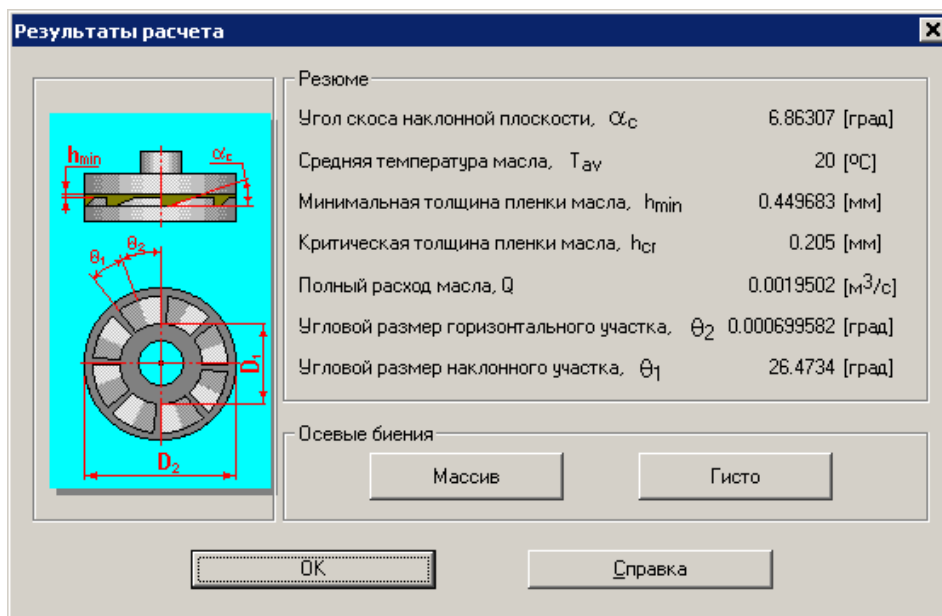 Результаты расчета
hmin
αc
θ1
θ2
D1
D2
Резюме
Угол скоса наклонной плоскости, αc 6.86307 [град]
Средняя температура масла, Tav 20 [ºC]
Минимальная толщина пленки масла, hmin 0.449683 [мм]
Критическая толщина пленки масла, hcr 0.205 [мм]
Полный расход масла, Q 0.0019502 [м³/с]
Угловой размер горизонтального участка, θ2 0.000699582 [град]
Угловой размер наклонного участка, θ1 26.4734 [град]
Осевые биения
Массив Гисто
OK Справка